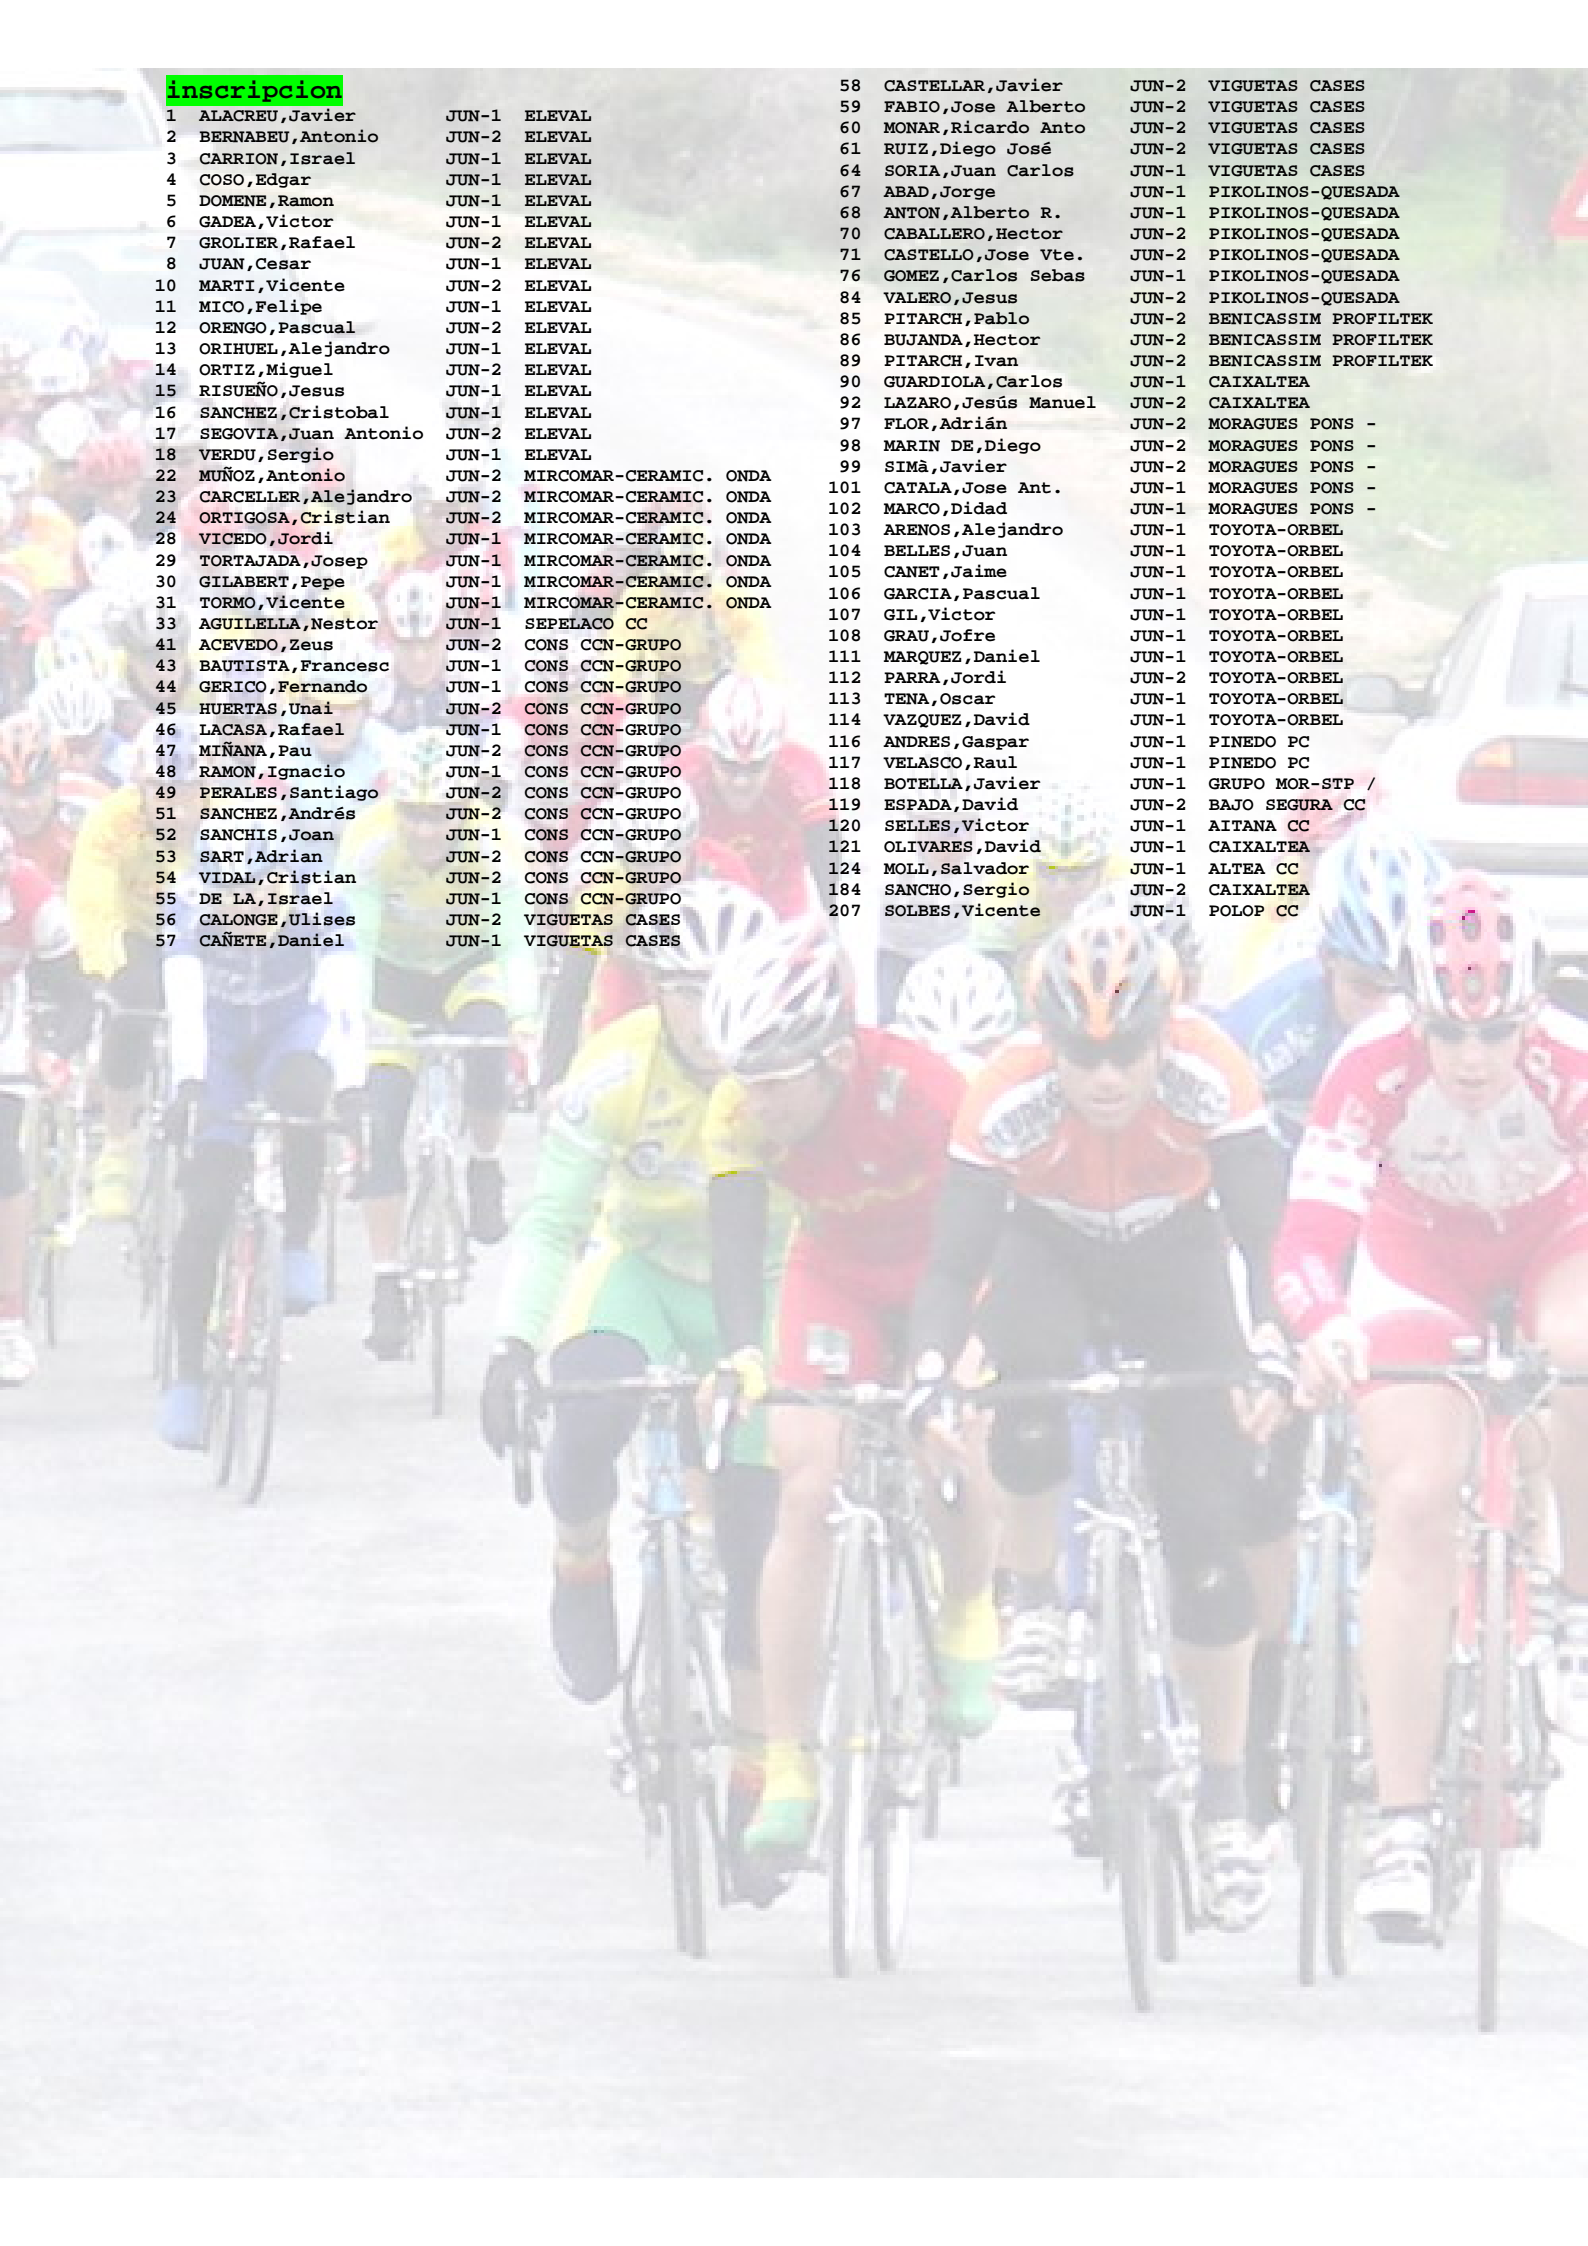 inscripcion
1 ALACREU,Javier JUN-1 ELEVAL
2 BERNABEU,Antonio JUN-2 ELEVAL
3 CARRION,Israel JUN-1 ELEVAL
4 COSO,Edgar JUN-1 ELEVAL
5 DOMENE,Ramon JUN-1 ELEVAL
6 GADEA,Victor JUN-1 ELEVAL
7 GROLIER,Rafael JUN-2 ELEVAL
8 JUAN,Cesar JUN-1 ELEVAL
10 MARTI,Vicente JUN-2 ELEVAL
11 MICO,Felipe JUN-1 ELEVAL
12 ORENGO,Pascual JUN-2 ELEVAL
13 ORIHUEL,Alejandro JUN-1 ELEVAL
14 ORTIZ,Miguel JUN-2 ELEVAL
15 RISUEÑO,Jesus JUN-1 ELEVAL
16 SANCHEZ,Cristobal JUN-1 ELEVAL
17 SEGOVIA,Juan Antonio JUN-2 ELEVAL
18 VERDU,Sergio JUN-1 ELEVAL
22 MUÑOZ,Antonio JUN-2 MIRCOMAR-CERAMIC. ONDA
23 CARCELLER,Alejandro JUN-2 MIRCOMAR-CERAMIC. ONDA
24 ORTIGOSA,Cristian JUN-2 MIRCOMAR-CERAMIC. ONDA
28 VICEDO,Jordi JUN-1 MIRCOMAR-CERAMIC. ONDA
29 TORTAJADA,Josep JUN-1 MIRCOMAR-CERAMIC. ONDA
30 GILABERT,Pepe JUN-1 MIRCOMAR-CERAMIC. ONDA
31 TORMO,Vicente JUN-1 MIRCOMAR-CERAMIC. ONDA
33 AGUILELLA,Nestor JUN-1 SEPELACO CC
41 ACEVEDO,Zeus JUN-2 CONS CCN-GRUPO
43 BAUTISTA,Francesc JUN-1 CONS CCN-GRUPO
44 GERICO,Fernando JUN-1 CONS CCN-GRUPO
45 HUERTAS,Unai JUN-2 CONS CCN-GRUPO
46 LACASA,Rafael JUN-1 CONS CCN-GRUPO
47 MIÑANA,Pau JUN-2 CONS CCN-GRUPO
48 RAMON,Ignacio JUN-1 CONS CCN-GRUPO
49 PERALES,Santiago JUN-2 CONS CCN-GRUPO
51 SANCHEZ,Andrés JUN-2 CONS CCN-GRUPO
52 SANCHIS,Joan JUN-1 CONS CCN-GRUPO
53 SART,Adrian JUN-2 CONS CCN-GRUPO
54 VIDAL,Cristian JUN-2 CONS CCN-GRUPO
55 DE LA,Israel JUN-1 CONS CCN-GRUPO
56 CALONGE,Ulises JUN-2 VIGUETAS CASES
57 CAÑETE,Daniel JUN-1 VIGUETAS CASES
58 CASTELLAR,Javier JUN-2 VIGUETAS CASES
59 FABIO,Jose Alberto JUN-2 VIGUETAS CASES
60 MONAR,Ricardo Anto JUN-2 VIGUETAS CASES
61 RUIZ,Diego José JUN-2 VIGUETAS CASES
64 SORIA,Juan Carlos JUN-1 VIGUETAS CASES
67 ABAD,Jorge JUN-1 PIKOLINOS-QUESADA
68 ANTON,Alberto R. JUN-1 PIKOLINOS-QUESADA
70 CABALLERO,Hector JUN-2 PIKOLINOS-QUESADA
71 CASTELLO,Jose Vte. JUN-2 PIKOLINOS-QUESADA
76 GOMEZ,Carlos Sebas JUN-1 PIKOLINOS-QUESADA
84 VALERO,Jesus JUN-2 PIKOLINOS-QUESADA
85 PITARCH,Pablo JUN-2 BENICASSIM PROFILTEK
86 BUJANDA,Hector JUN-2 BENICASSIM PROFILTEK
89 PITARCH,Ivan JUN-2 BENICASSIM PROFILTEK
90 GUARDIOLA,Carlos JUN-1 CAIXALTEA
92 LAZARO,Jesús Manuel JUN-2 CAIXALTEA
97 FLOR,Adrián JUN-2 MORAGUES PONS -
98 MARIN DE,Diego JUN-2 MORAGUES PONS -
99 SIMà,Javier JUN-2 MORAGUES PONS -
101 CATALA,Jose Ant. JUN-1 MORAGUES PONS -
102 MARCO,Didad JUN-1 MORAGUES PONS -
103 ARENOS,Alejandro JUN-1 TOYOTA-ORBEL
104 BELLES,Juan JUN-1 TOYOTA-ORBEL
105 CANET,Jaime JUN-1 TOYOTA-ORBEL
106 GARCIA,Pascual JUN-1 TOYOTA-ORBEL
107 GIL,Victor JUN-1 TOYOTA-ORBEL
108 GRAU,Jofre JUN-1 TOYOTA-ORBEL
111 MARQUEZ,Daniel JUN-1 TOYOTA-ORBEL
112 PARRA,Jordi JUN-2 TOYOTA-ORBEL
113 TENA,Oscar JUN-1 TOYOTA-ORBEL
114 VAZQUEZ,David JUN-1 TOYOTA-ORBEL
116 ANDRES,Gaspar JUN-1 PINEDO PC
117 VELASCO,Raul JUN-1 PINEDO PC
118 BOTELLA,Javier JUN-1 GRUPO MOR-STP /
119 ESPADA,David JUN-2 BAJO SEGURA CC
120 SELLES,Victor JUN-1 AITANA CC
121 OLIVARES,David JUN-1 CAIXALTEA
124 MOLL,Salvador JUN-1 ALTEA CC
184 SANCHO,Sergio JUN-2 CAIXALTEA
207 SOLBES,Vicente JUN-1 POLOP CC